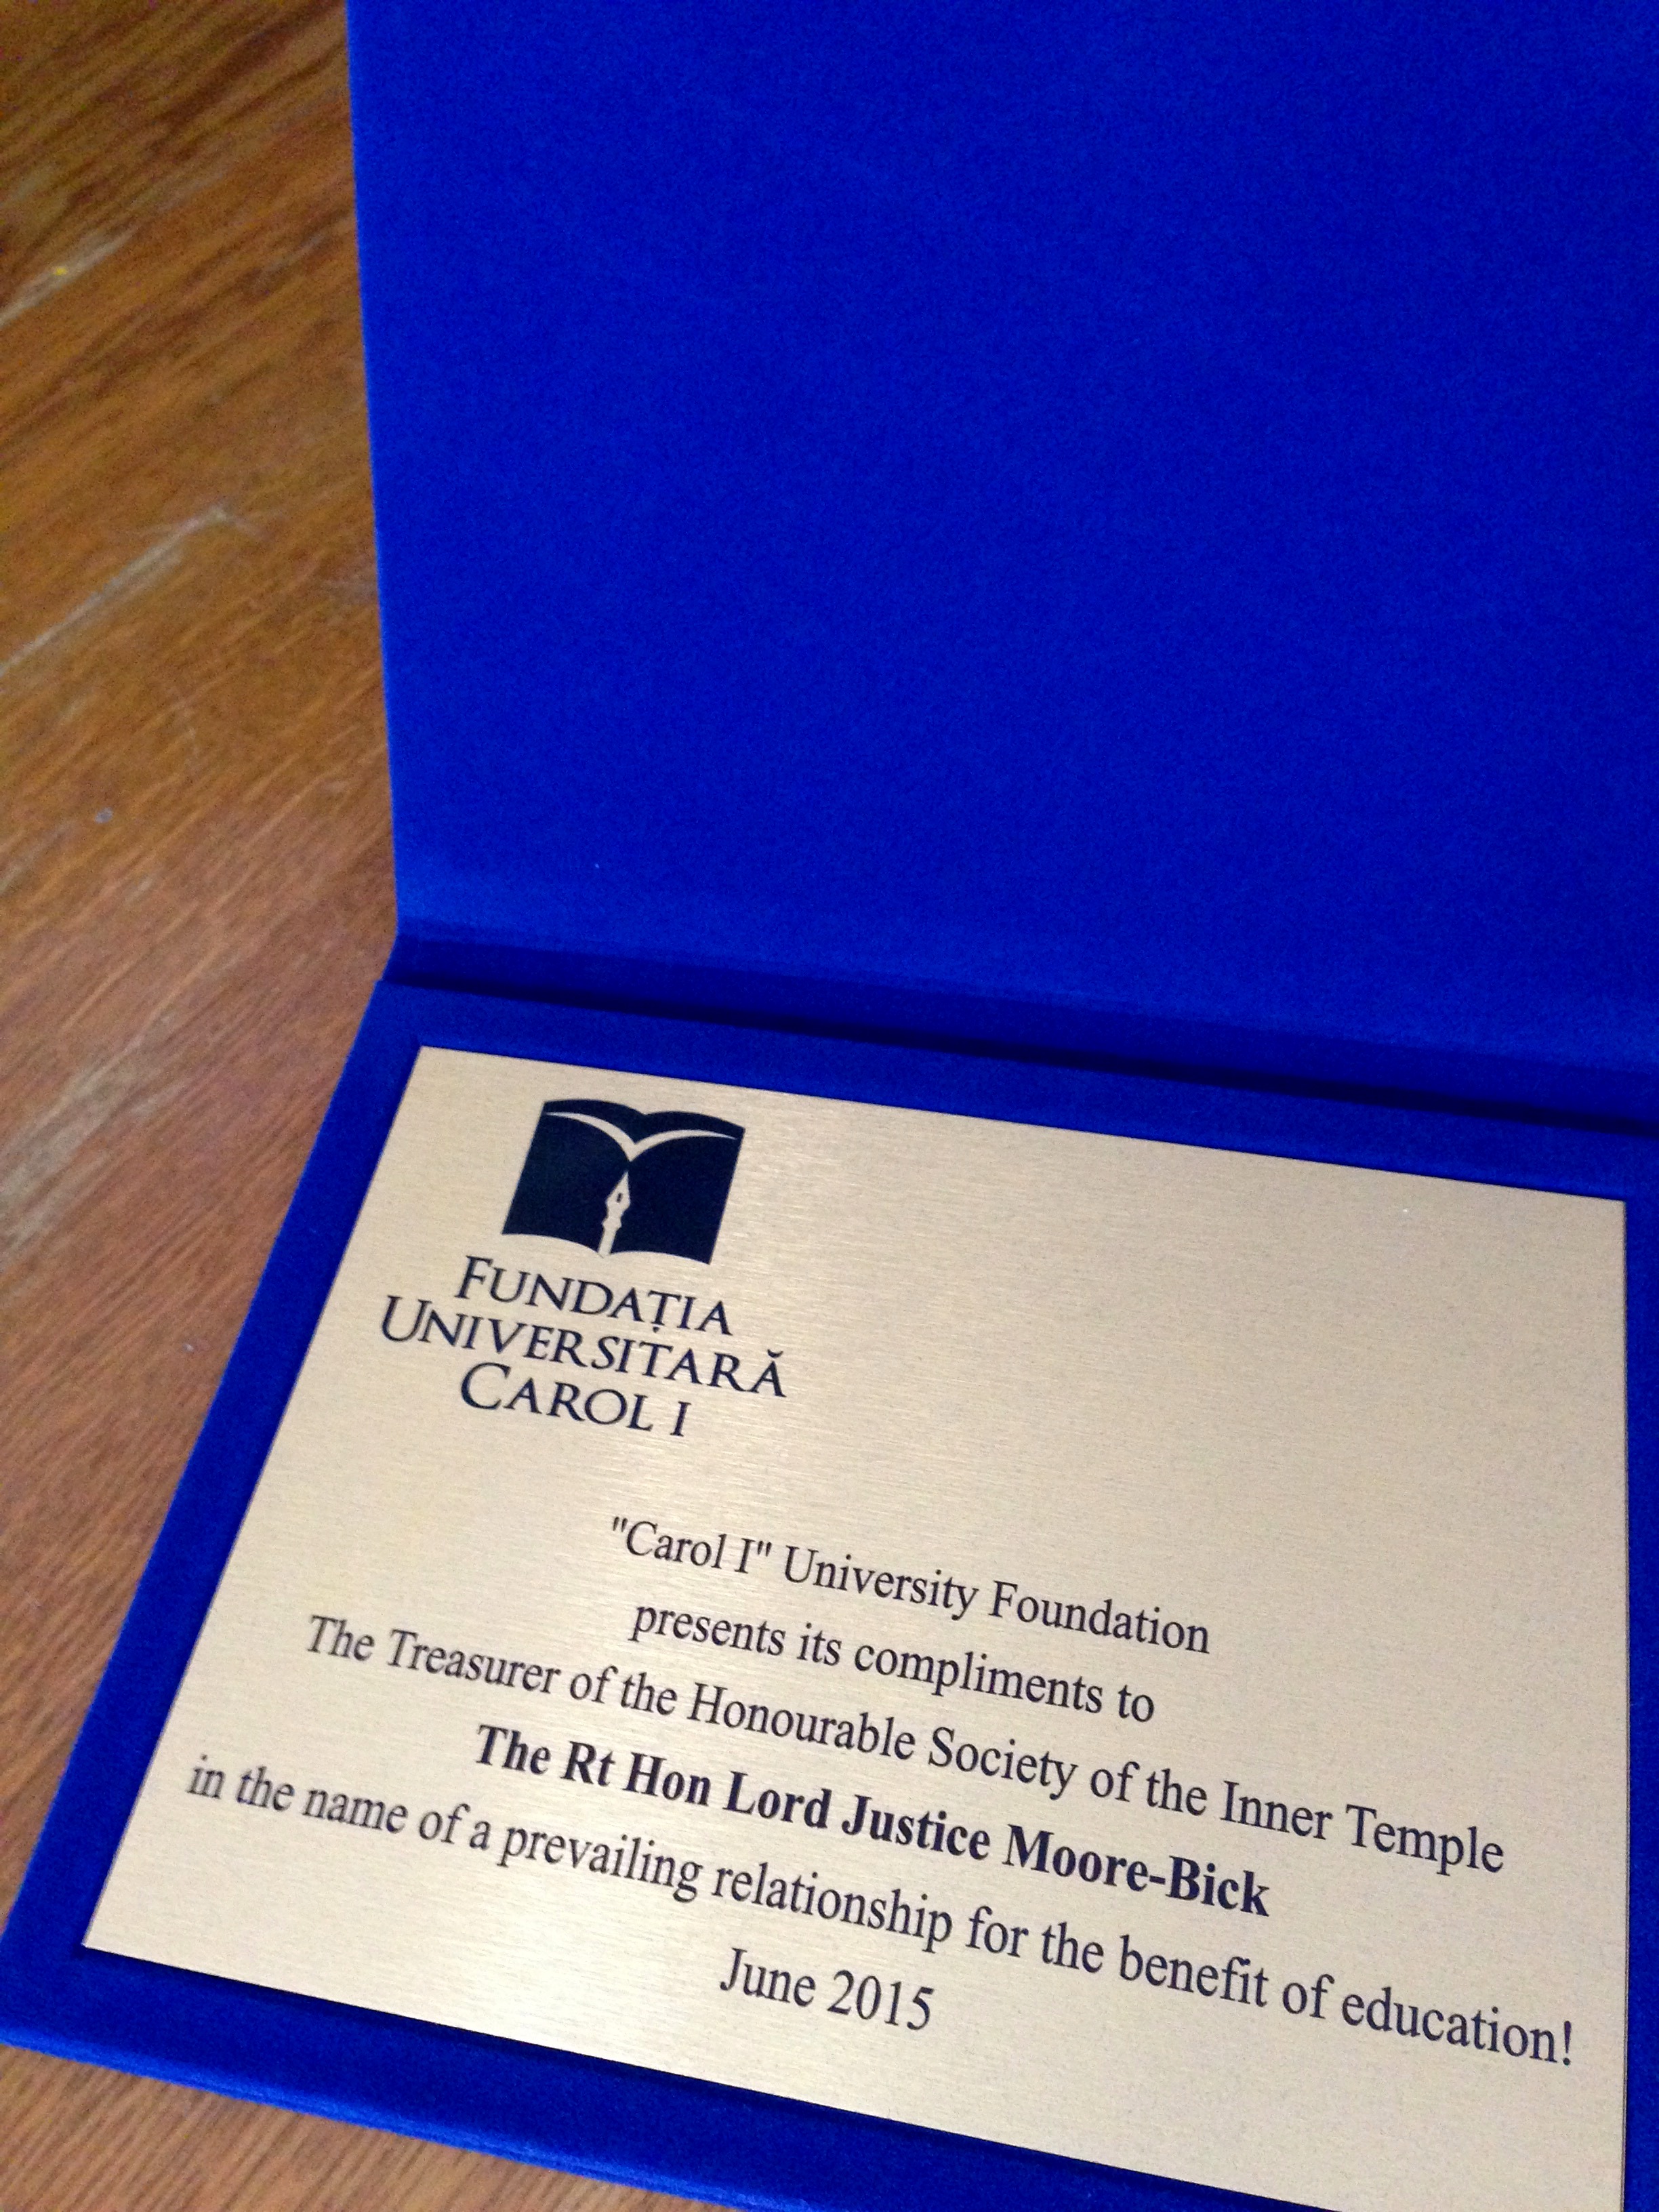 FUNDAȚIA
UNIVERSITARĂ
CAROL I
"Carol I" University Foundation
presents its compliments to
The Treasurer of the Honourable Society of the Inner Temple
The Rt Hon Lord Justice Moore-Bick
in the name of a prevailing relationship for the benefit of education!
June 2015